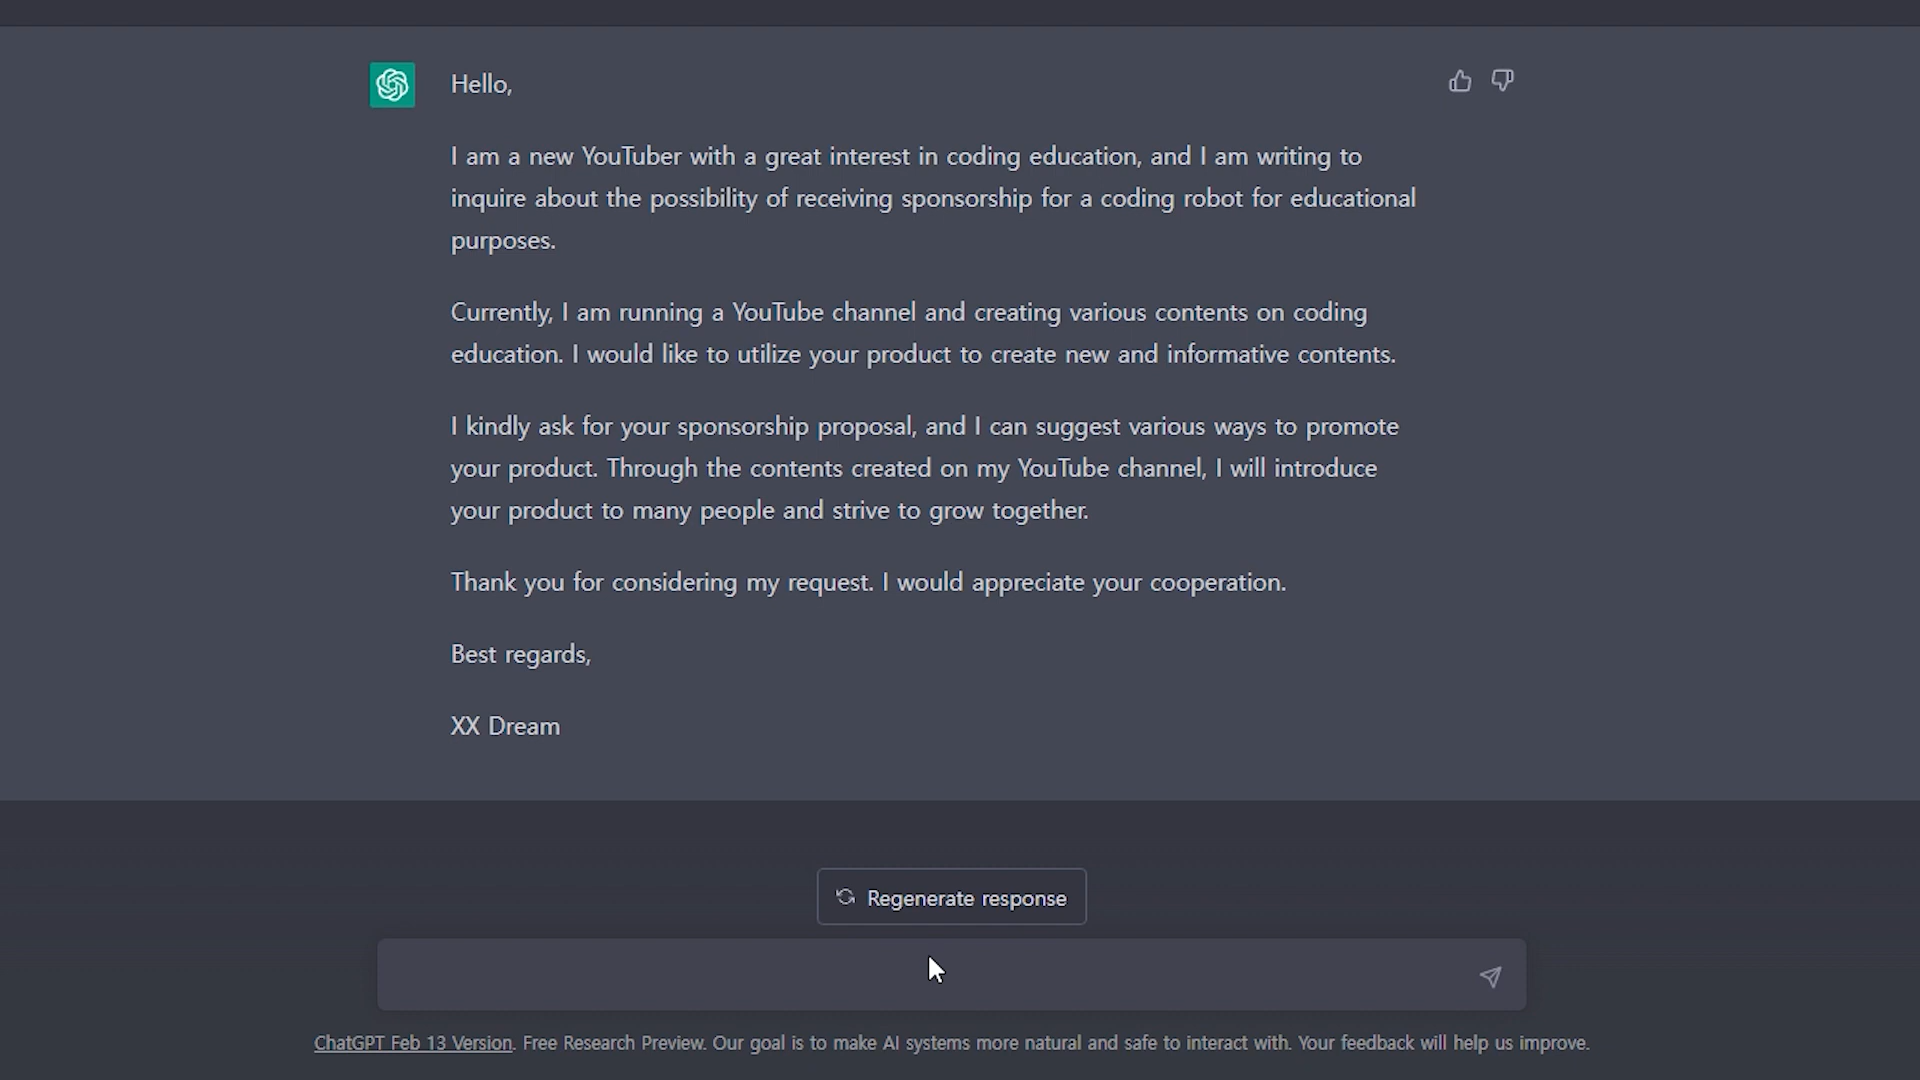 Hello,
I am a new YouTuber with a great interest in coding education, and I am writing to
inquire about the possibility of receiving sponsorship for a coding robot for educational
purposes.
Currently, I am running a YouTube channel and creating various contents on coding
education. I would like to utilize your product to create new and informative contents.
I kindly ask for your sponsorship proposal, and I can suggest various ways to promote
your product. Through the contents created on my YouTube channel, I will introduce
your product to many people and strive to grow together.
Thank you for considering my request. I would appreciate your cooperation.
Best regards,
XX Dream
Regenerate response
ChatGPT Feb 13 Version. Free Research Preview. Our goal is to make AI systems more natural and safe to interact with. Your feedback will help us improve.